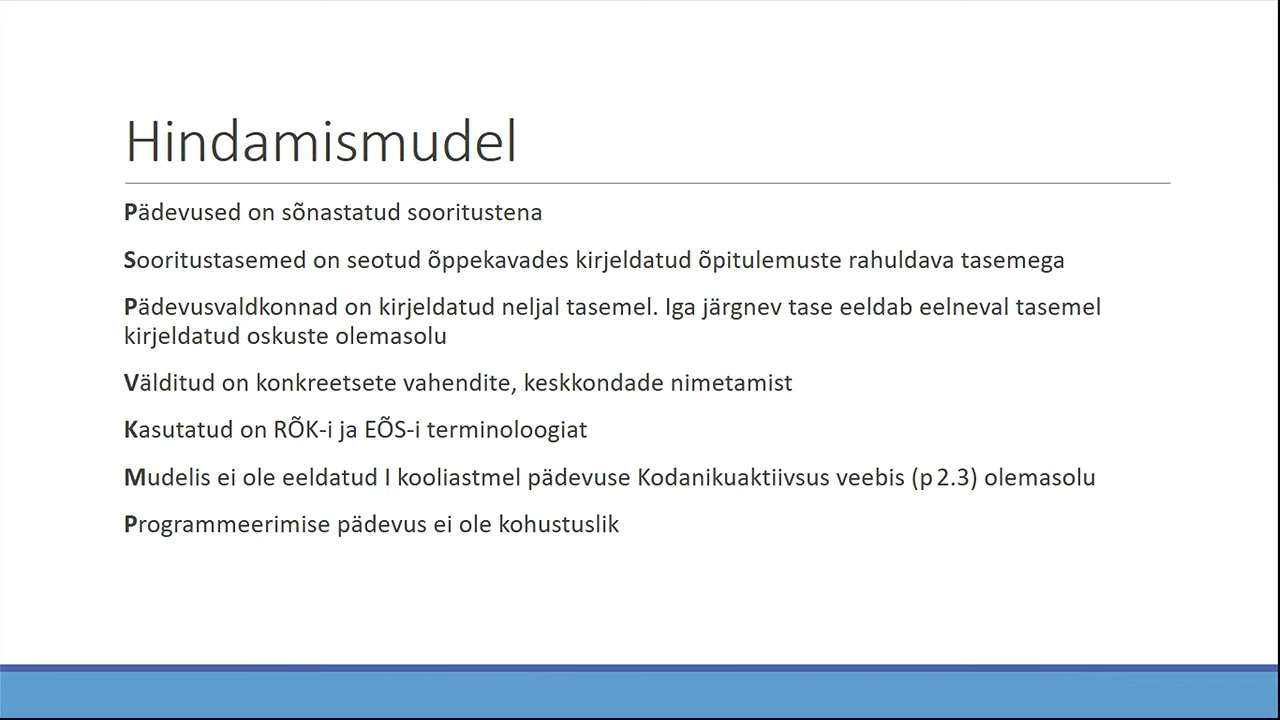 Hindamismudel
Pädevused on sõnastatud sooritustena
Sooritustasemed on seotud õppekavades kirjeldatud õpitulemuste rahuldava tasemega
Pädevusvaldkonnad on kirjeldatud neljal tasemel. Iga järgnev tase eeldab eelneval tasemel
kirjeldatud oskuste olemasolu
Välditud on konkreetsete vahendite, keskkondade nimetamist
Kasutatud on RÕK-i ja EÕS-i terminoloogiat
Mudelis ei ole eeldatud I kooliastmel pädevuse Kodanikuaktiivsus veebis (p 2.3) olemasolu
Programmeerimise pädevus ei ole kohustuslik